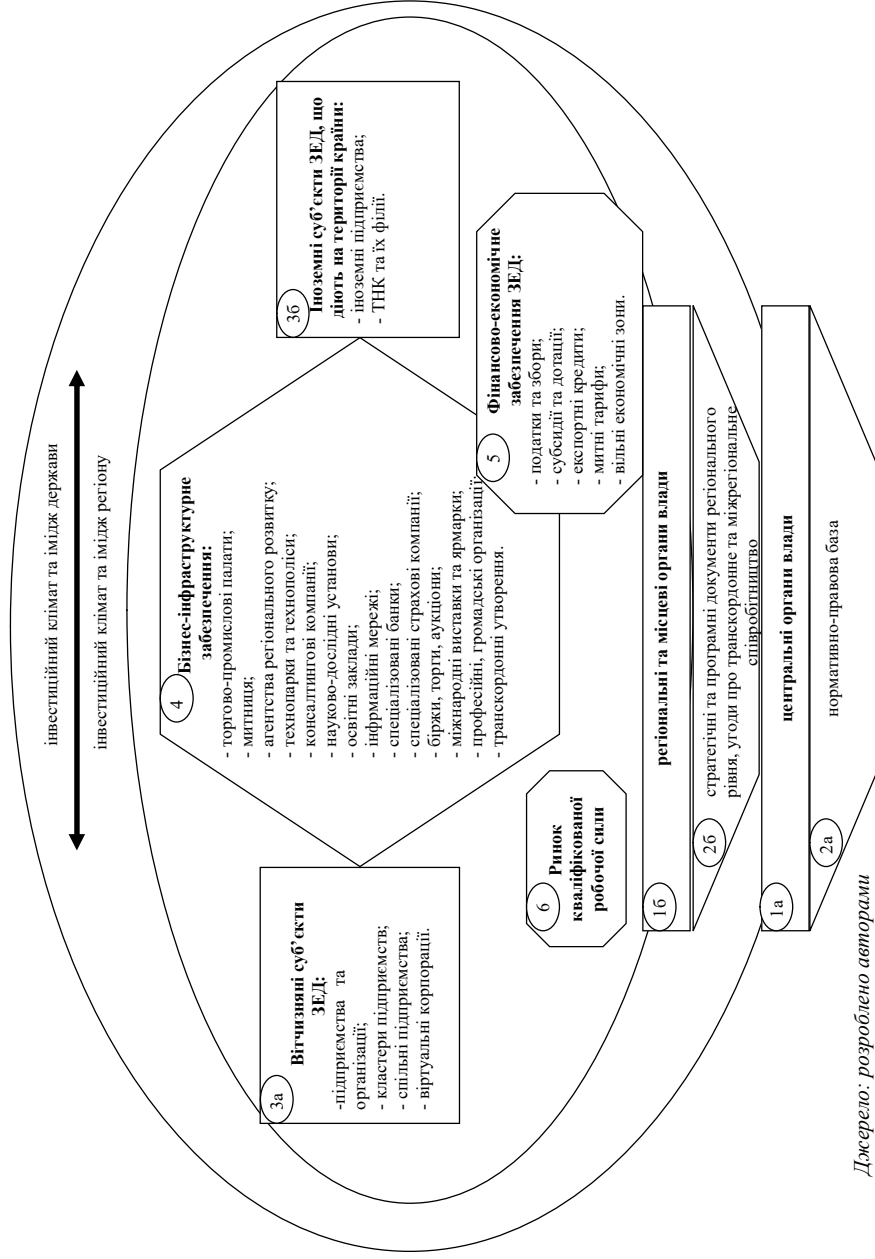 інвестиційний клімат та імідж держави
інвестиційний клімат та імідж регіону
3а
Вітчизняні суб’єкти
ЗЕД:
-підприємства та
організації;
- кластери підприємств;
- спільні підприємства;
- віртуальні корпорації.
4
Бізнес-інфраструктурне
забезпечення:
- торгово-промислові палати;
- митниця;
- агентства регіонального розвитку;
- технопарки та технополіси;
- консалтингові компанії;
- науково-дослідні установи;
- освітні заклади;
- інфрмаційні мережі;
- спеціалізовані банки;
- спеціалізовані страхові компанії;
- біржи, торги, аукціони;
- міжнародні виставки та ярмарки;
- професійні, громадські організації;
- транскордонні утворення.
3б
Іноземні суб’єкти ЗЕД, що
діють на території країни:
- іноземні підприємства;
- ТНК та їх філії.
6
Ринок
кваліфікованої
робочої сили
5
Фінансово-економічне
забезпечення ЗЕД:
- податки та збори;
- субсидії та дотації;
- експортні кредити;
- митні тарифи;
- вільні економічні зони.
1б
регіональні та місцеві органи влади
2б
стратегічні та програмні документи регіонального
рівня, угоди про транскордонне та міжрегіональне
співробітництво
1а
центральні органи влади
2а
нормативно-правова база
Джерело: розроблено авторами